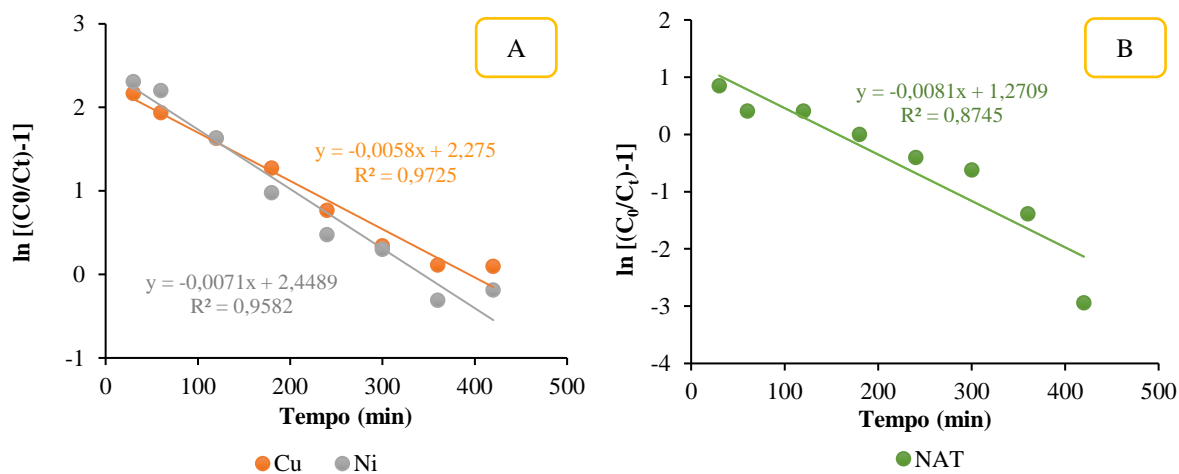 A
ln [(C0/Ct)-1]
3
2
1
0
-1
y = -0,0058x + 2,275
R² = 0,9725
y = -0,0071x + 2,4489
R² = 0,9582
0 100 200 300 400 500
Tempo (min)
Cu Ni
B
ln [(C₀/Cₜ)-1]
2
1
0
-1
-2
-3
-4
y = -0,0081x + 1,2709
R² = 0,8745
0 100 200 300 400 500
Tempo (min)
NAT